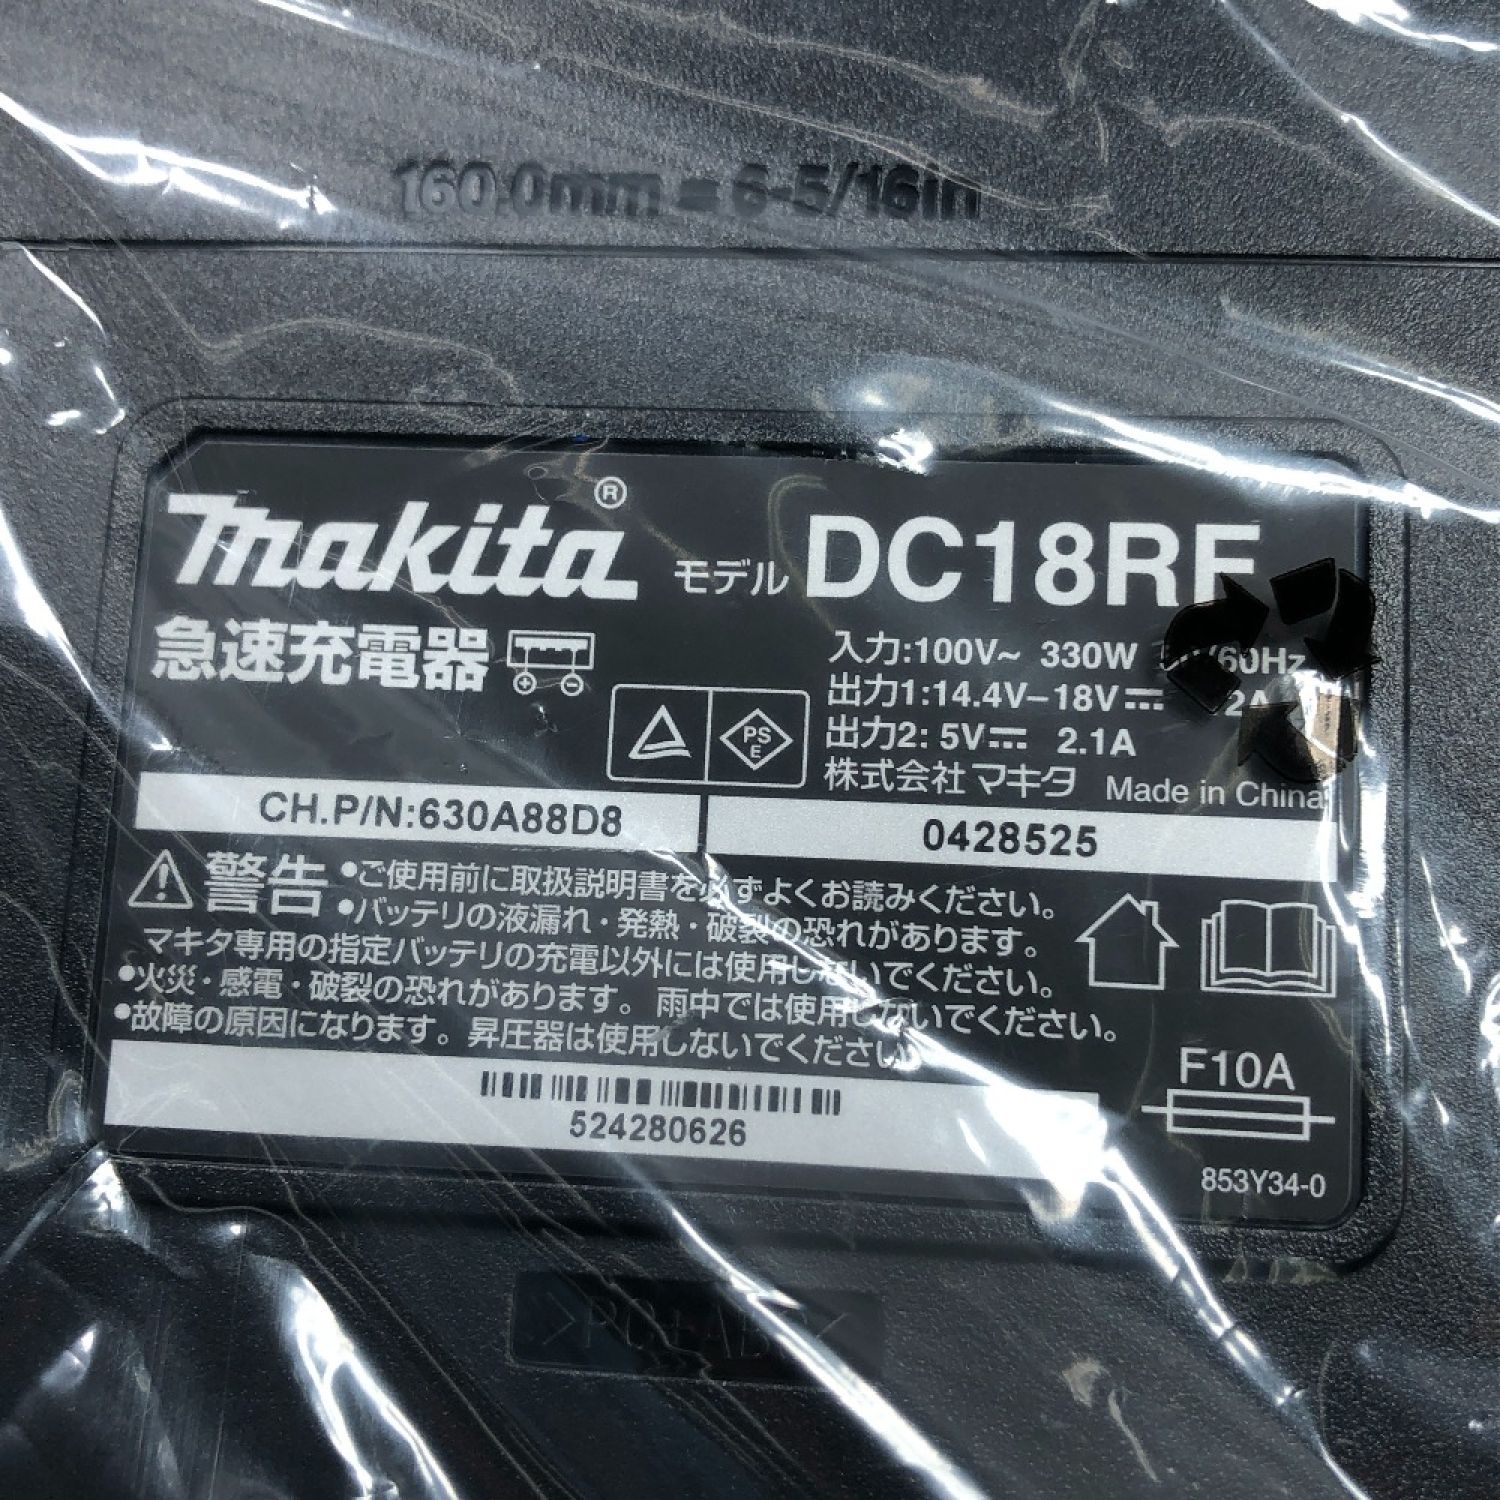 160.0mm = 6-5/16in
makita® モデル DC18RF
急速充電器
入力:100V~ 330W 50/60Hz
出力1:14.4V-18V
出力2: 5V 2.1A
PS E
株式会社 マキタ Made in China
CH.P/N:630A88D8
0428525
警告 •ご使用前に取扱説明書を必ずよくお読みください。
•バッテリの液漏れ・発熱・破裂の恐れがあります。
マキタ専用の指定バッテリの充電以外には使用しないでください。
•火災・感電・破裂の恐れがあります。雨中では使用しないでください。
•故障の原因になります。昇圧器は使用しないでください。
F10A
524280626
853Y34-0